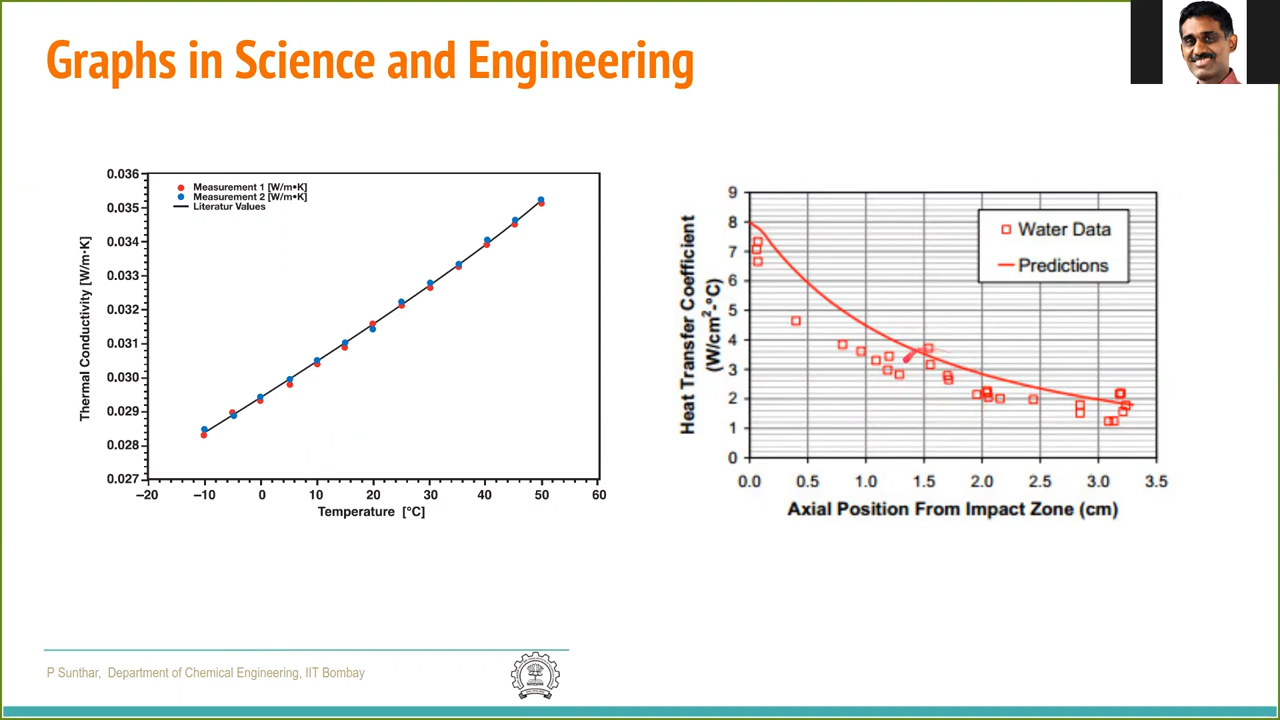 Graphs in Science and Engineering
0.036
0.035
0.034
0.033
0.032
0.031
0.030
0.029
0.028
0.027
Thermal Conductivity [W/m•K]
Measurement 1 [W/m•K]
Measurement 2 [W/m•K]
Literatur Values
−20 −10 0 10 20 30 40 50 60
Temperature [°C]
9
8
7
6
5
4
3
2
1
0
Heat Transfer Coefficient
(W/cm²-°C)
Water Data
Predictions
0.0 0.5 1.0 1.5 2.0 2.5 3.0 3.5
Axial Position From Impact Zone (cm)
P Sunthar, Department of Chemical Engineering, IIT Bombay